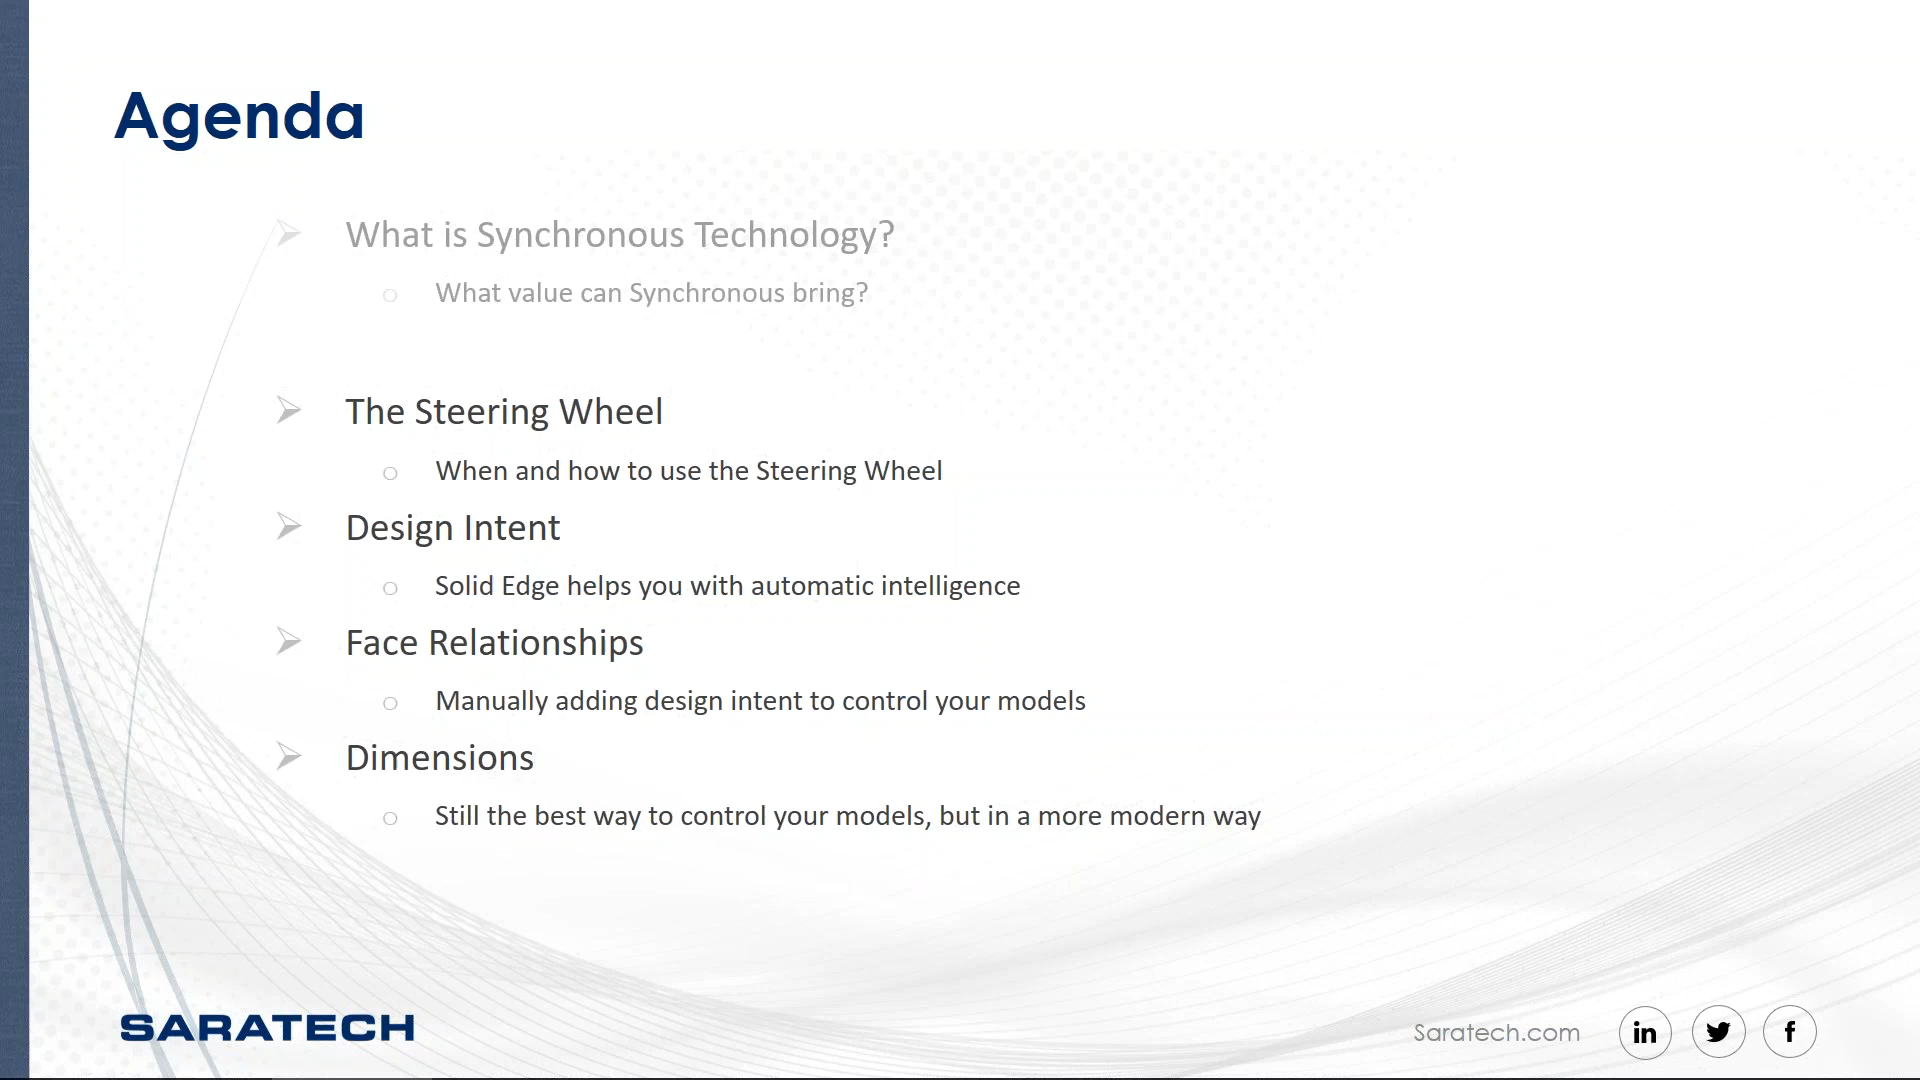 Agenda
What is Synchronous Technology?
What value can Synchronous bring?
The Steering Wheel
When and how to use the Steering Wheel
Design Intent
Solid Edge helps you with automatic intelligence
Face Relationships
Manually adding design intent to control your models
Dimensions
Still the best way to control your models, but in a more modern way
SARATECH
Saratech.com
in
f